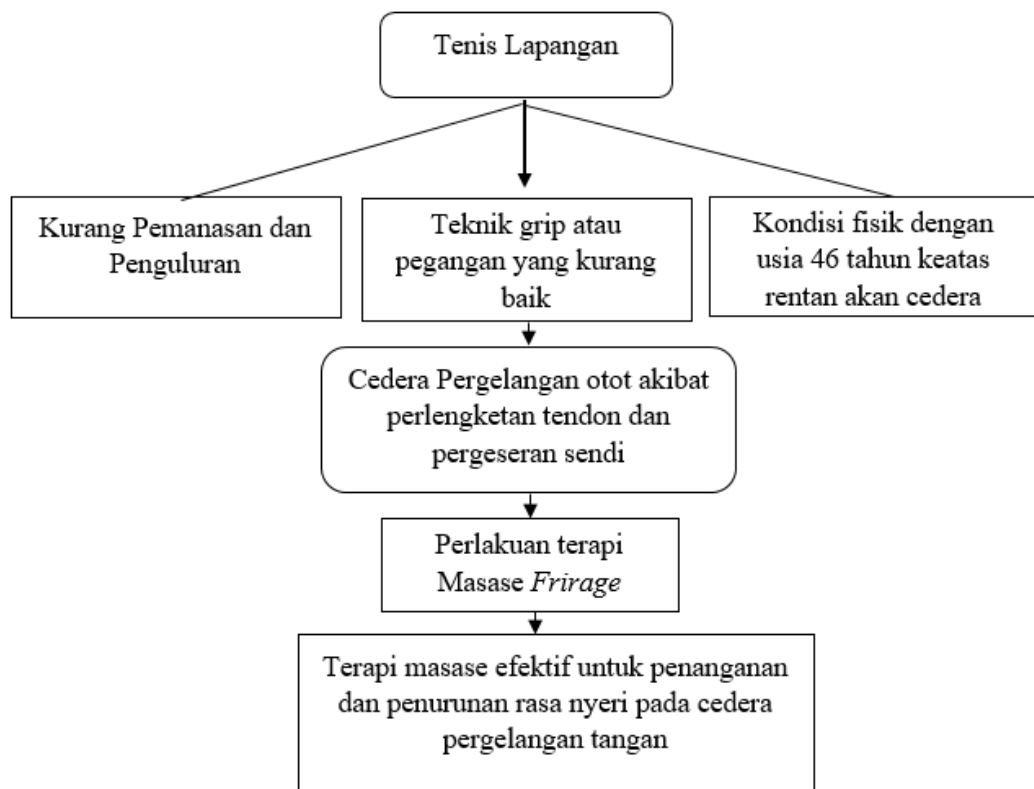 Tenis Lapangan
Kurang Pemanasan dan
Penguluran
Teknik grip atau
pegangan yang kurang
baik
Kondisi fisik dengan
usia 46 tahun keatas
rentan akan cedera
Cedera Pergelangan otot akibat
perlengketan tendon dan
pergeseran sendi
Perlakuan terapi
Masase Frirage
Terapi masase efektif untuk penanganan
dan penurunan rasa nyeri pada cedera
pergelangan tangan